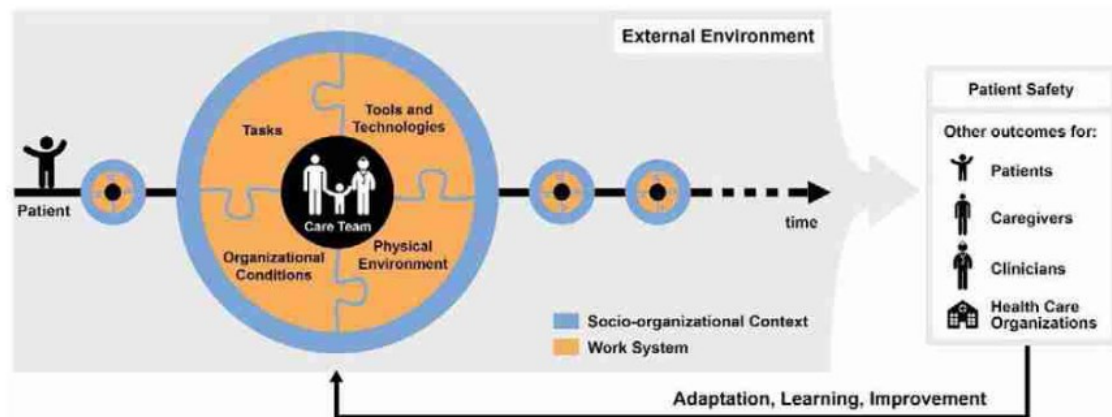 External Environment
Tasks
Tools and
Technologies
Patient
Care Team
Organizational
Conditions
Physical
Environment
time
Socio-organizational Context
Work System
Patient Safety
Other outcomes for:
Patients
Caregivers
Clinicians
Health Care
Organizations
Adaptation, Learning, Improvement